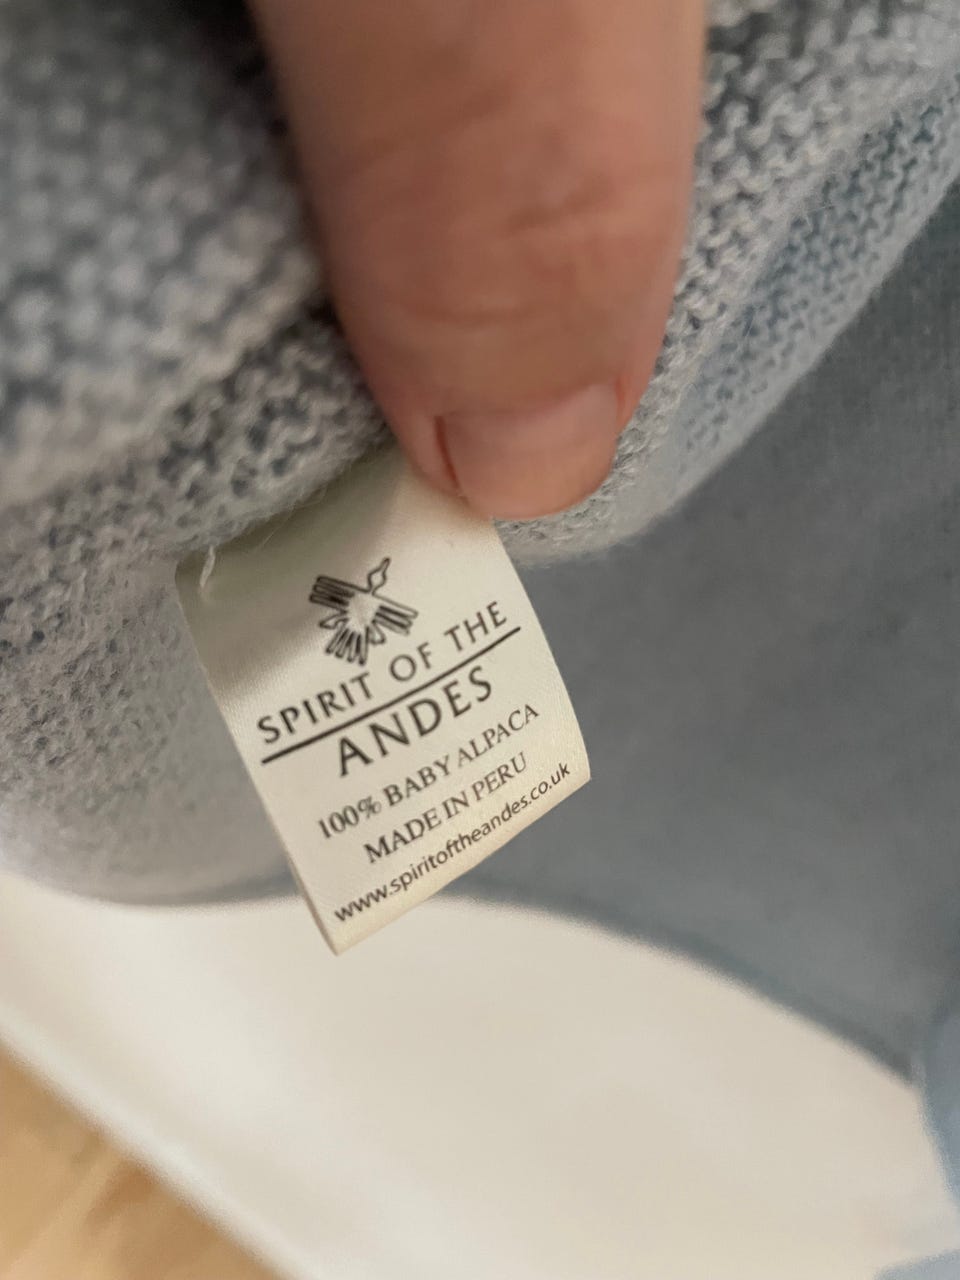 SPIRIT OF THE
ANDES
100% BABY ALPACA
MADE IN PERU
www.spiritoftheandes.co.uk